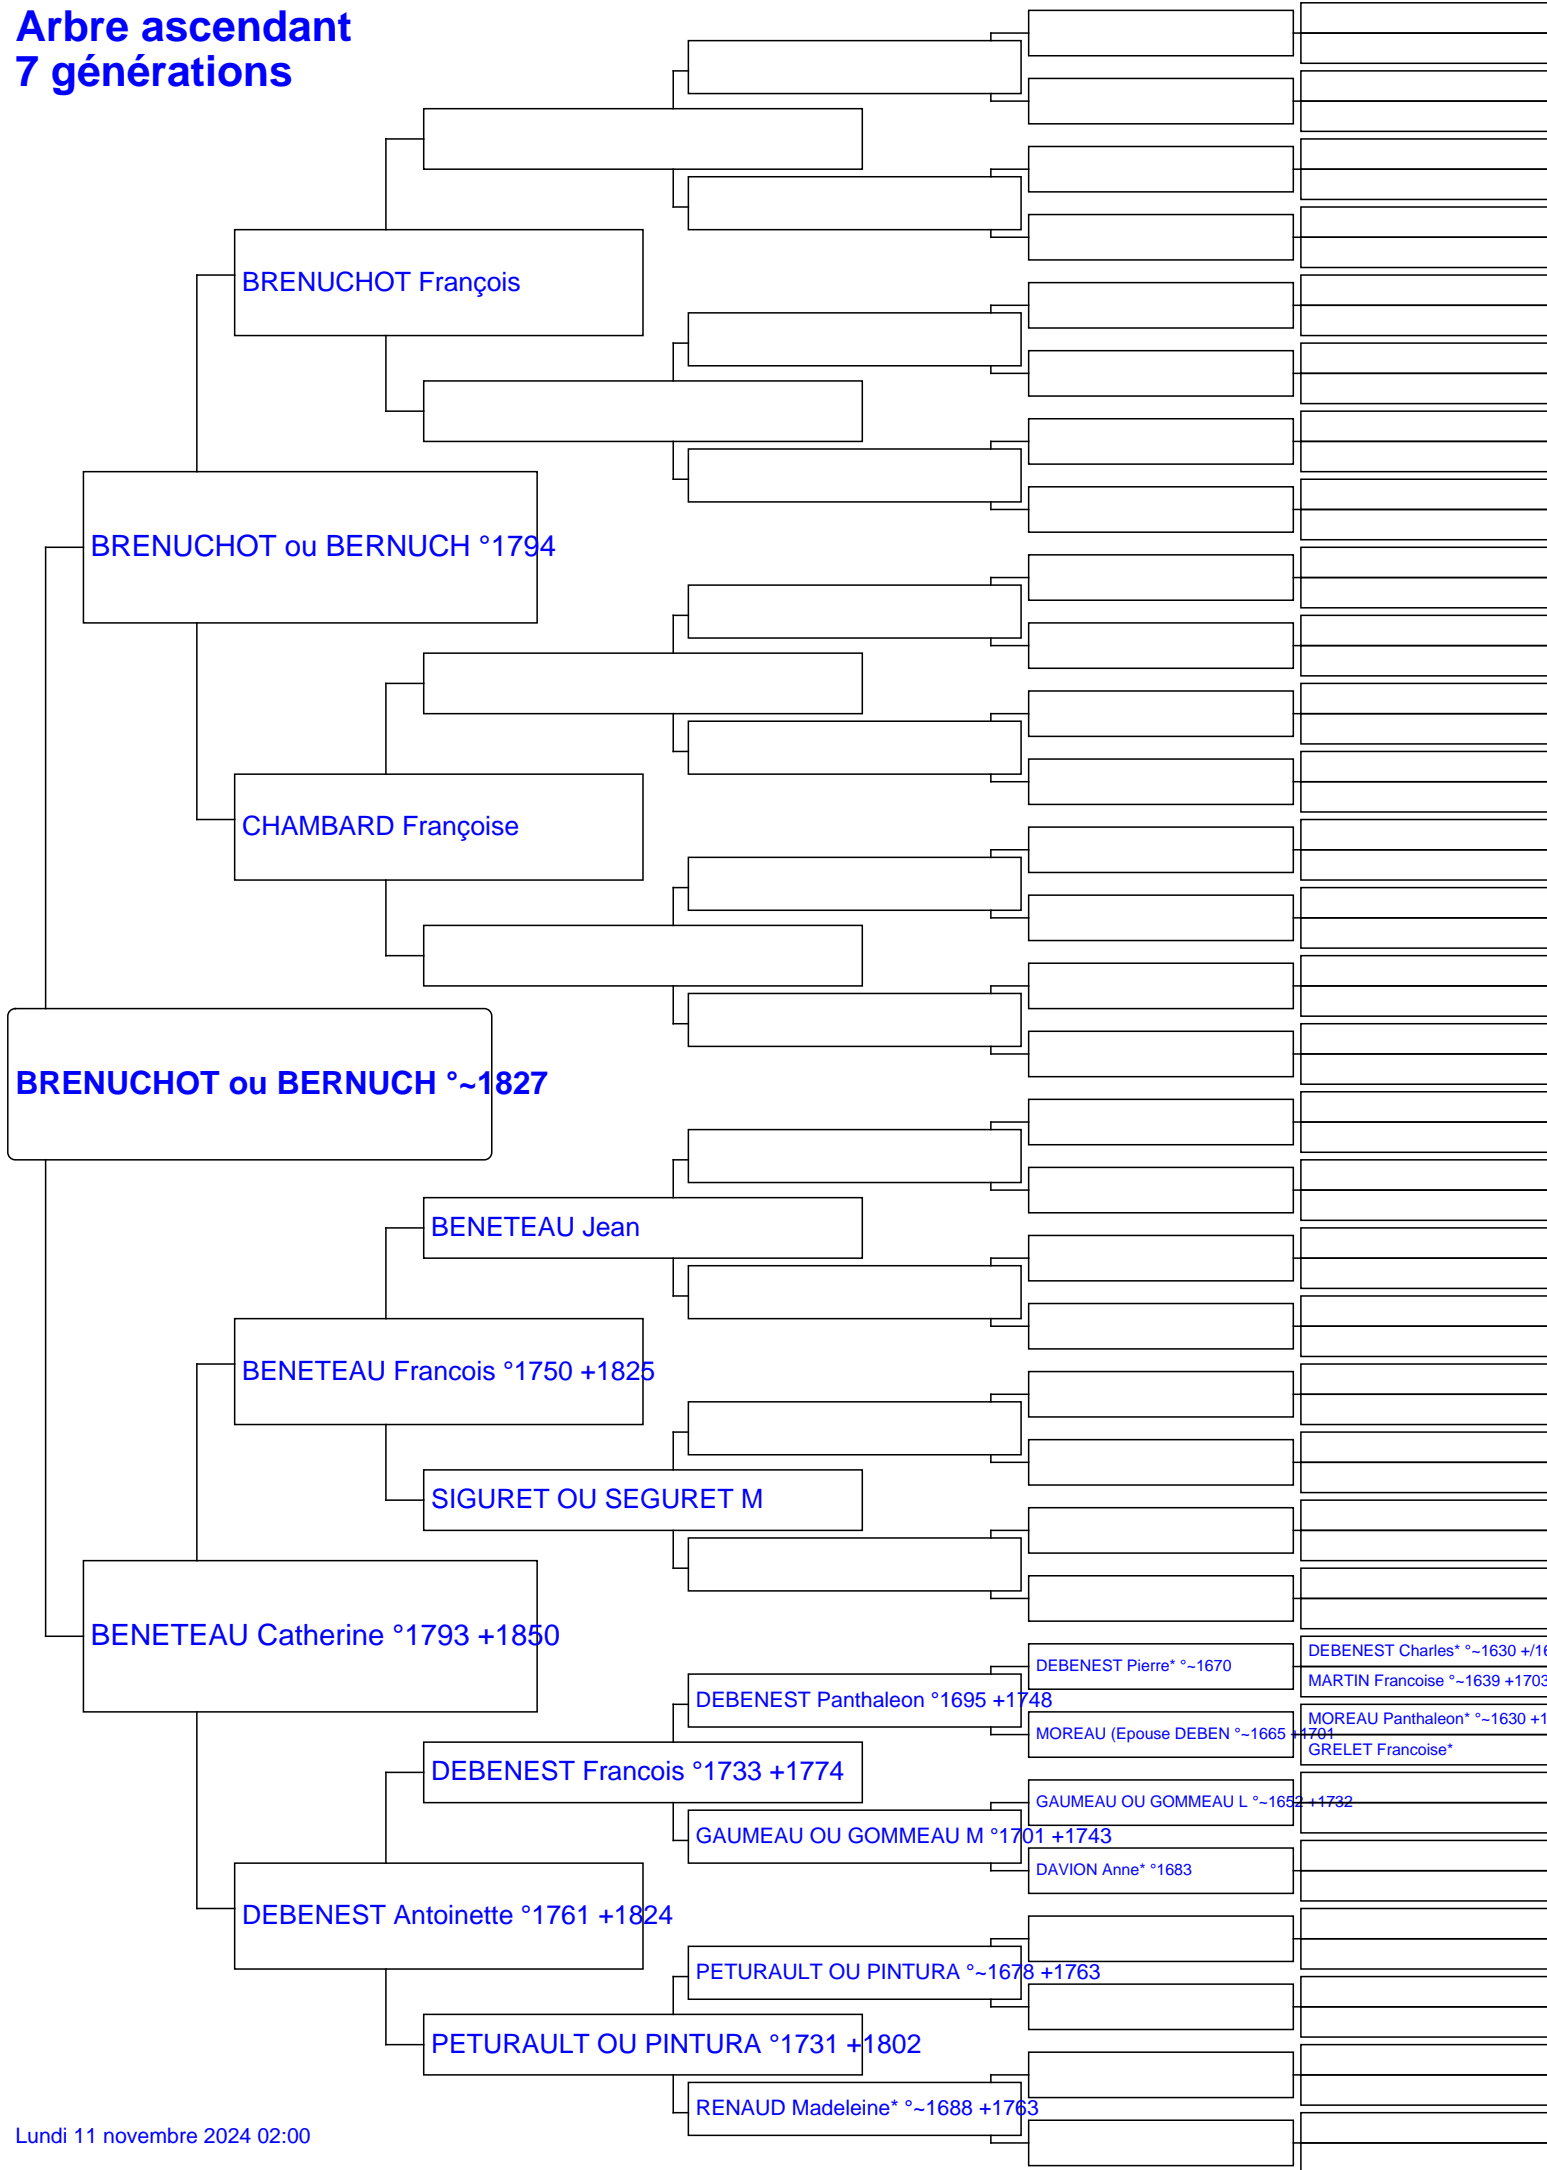 Arbre ascendant
7 générations
BRENUCHOT François
BRENUCHOT ou BERNUCH °1794
CHAMBARD Françoise
BRENUCHOT ou BERNUCH °~1827
BENETEAU Jean
BENETEAU Francois °1750 +1825
SIGURET OU SEGURET M
BENETEAU Catherine °1793 +1850
DEBENEST Charles* °~1630 +/16
DEBENEST Pierre* °~1670
MARTIN Francoise °~1639 +1703
DEBENEST Panthaleon °1695 +1748
MOREAU Panthaleon* °~1630 +1
MOREAU (Epouse DEBEN °~1665 +1701
GRELET Francoise*
DEBENEST Francois °1733 +1774
GAUMEAU OU GOMMEAU L °~1652 +1732
GAUMEAU OU GOMMEAU M °1701 +1743
DAVION Anne* °1683
DEBENEST Antoinette °1761 +1824
PETURAULT OU PINTURA °~1678 +1763
PETURAULT OU PINTURA °1731 +1802
RENAUD Madeleine* °~1688 +1763
Lundi 11 novembre 2024 02:00